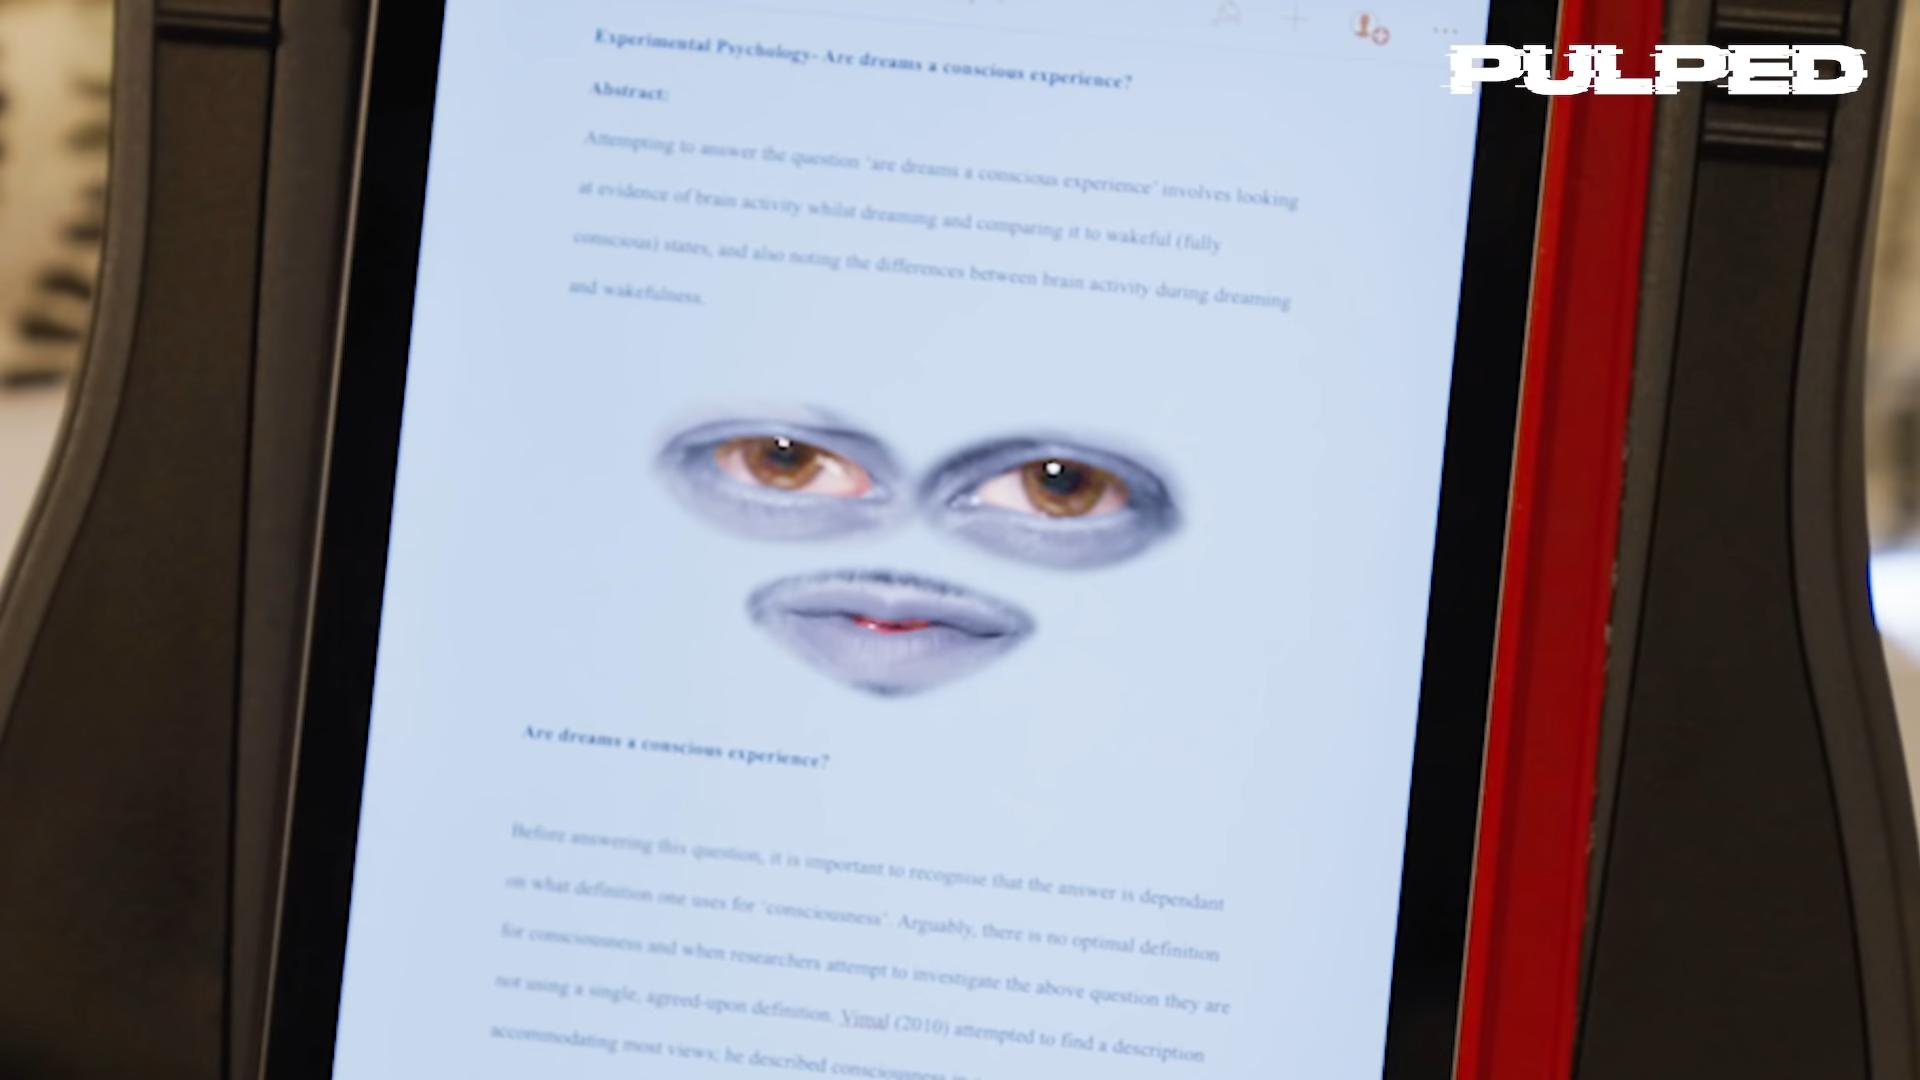 PULPED
Experimental Psychology- Are dreams a conscious experience?
Abstract:
Attempting to answer the question 'are dreams a conscious experience' involves looking
at evidence of brain activity whilst dreaming and comparing it to wakeful (fully
conscious) states, and also noting the differences between brain activity during dreaming
and wakefulness.
Are dreams a conscious experience?
Before answering this question, it is important to recognise that the answer is dependant
on what definition one uses for 'consciousness'. Arguably, there is no optimal definition
for consciousness and when researchers attempt to investigate the above question they are
not using a single, agreed-upon definition. Vimal (2010) attempted to find a description
accommodating most views; he described consciousness